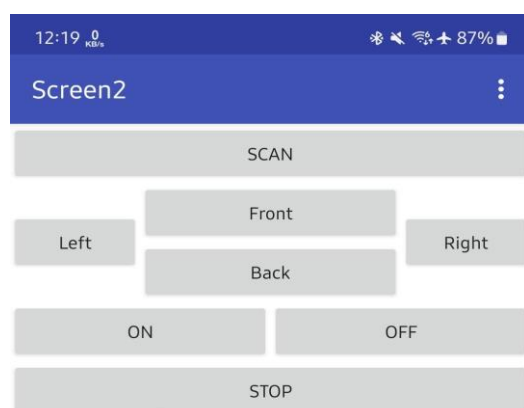 12:19 0 KB/s 87%
Screen2
SCAN
Front
Left Right
Back
ON OFF
STOP